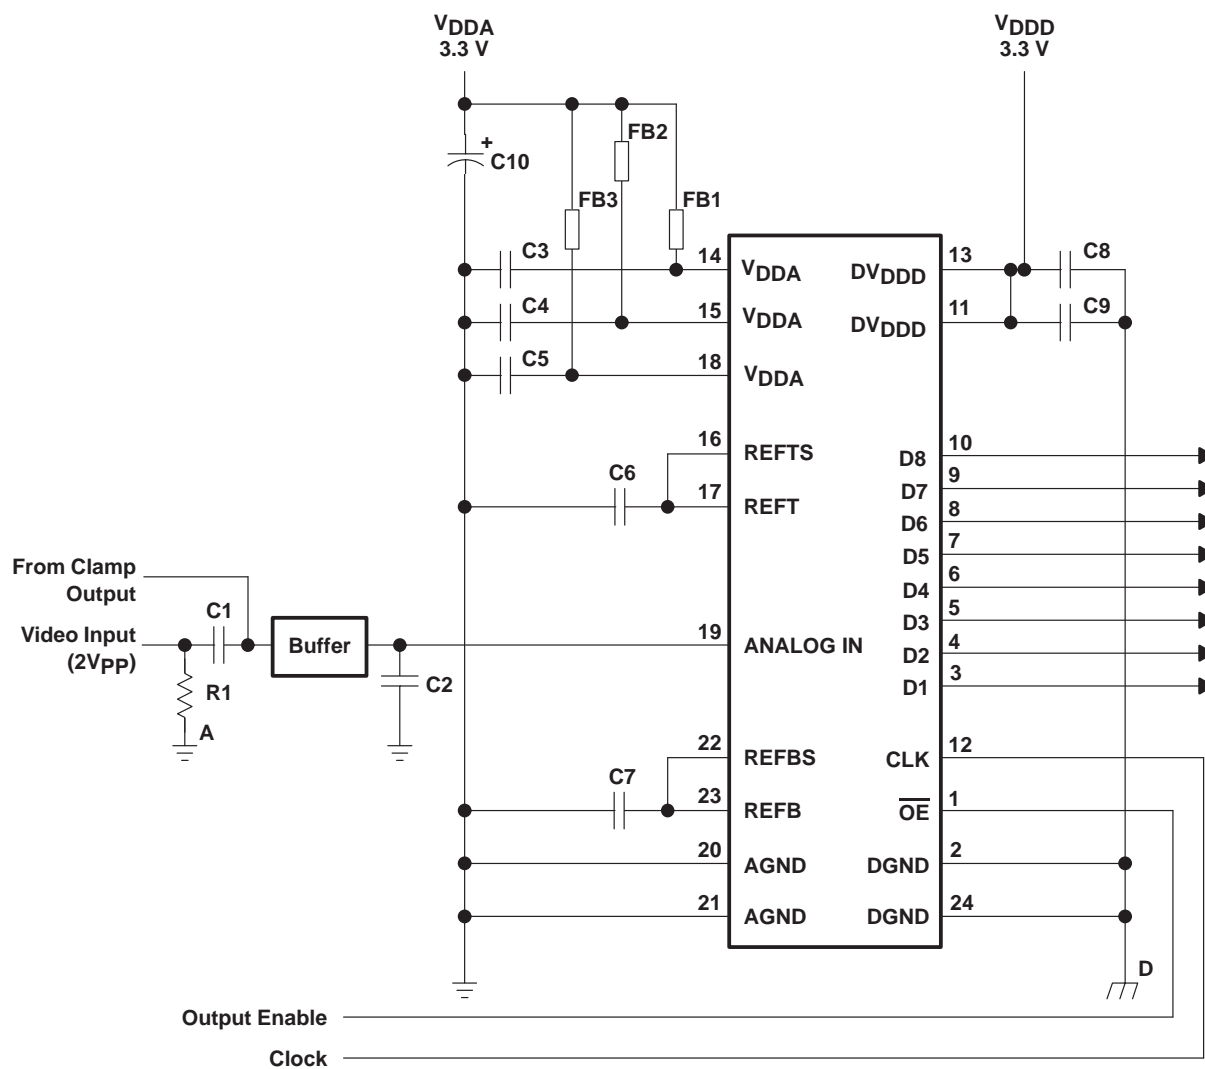 VDDA
3.3 V
VDDD
3.3 V
+
C10
FB2
FB3
FB1
C3
14
VDDA
DVDDD
13
C8
C4
15
VDDA
DVDDD
11
C9
C5
18
VDDA
16
REFTS
D8
10
C6
17
REFT
D7
9
D6
8
D5
7
D4
6
D3
5
D2
4
D1
3
From Clamp
Output
Video Input
(2VPP)
C1
Buffer
19
ANALOG IN
R1
A
C2
22
REFBS
CLK
12
C7
23
REFB
OE
1
20
AGND
DGND
2
21
AGND
DGND
24
D
Output Enable
Clock